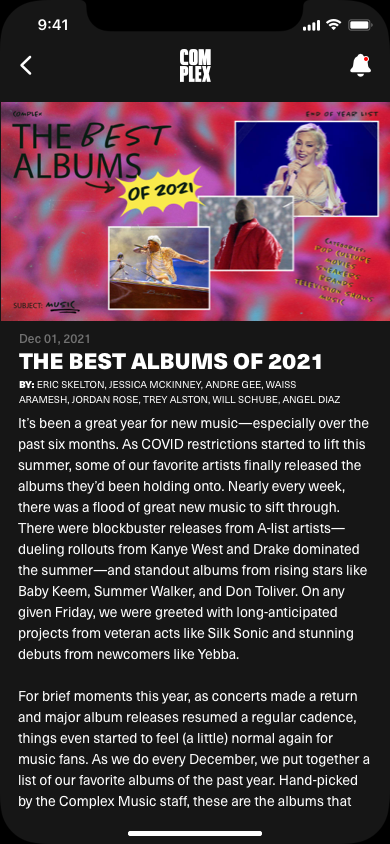 9:41
COM
PLEX
COMPLEX
END OF YEAR LIST
THE BEST
ALBUMS
OF 2021
POP CULTURE
MOVIES
SNEAKERS
BRANDS
TELEVISION SHOWS
MUSIC
SUBJECT: MUSIC
Dec 01, 2021
THE BEST ALBUMS OF 2021
BY: ERIC SKELTON, JESSICA MCKINNEY, ANDRE GEE, WAISS
ARAMESH, JORDAN ROSE, TREY ALSTON, WILL SCHUBE, ANGEL DIAZ
It’s been a great year for new music—especially over the
past six months. As COVID restrictions started to lift this
summer, some of our favorite artists finally released the
albums they’d been holding onto. Nearly every week,
there was a flood of great new music to sift through.
There were blockbuster releases from A-list artists—
dueling rollouts from Kanye West and Drake dominated
the summer—and standout albums from rising stars like
Baby Keem, Summer Walker, and Don Toliver. On any
given Friday, we were greeted with long-anticipated
projects from veteran acts like Silk Sonic and stunning
debuts from newcomers like Yebba.
For brief moments this year, as concerts made a return
and major album releases resumed a regular cadence,
things even started to feel (a little) normal again for
music fans. As we do every December, we put together a
list of our favorite albums of the past year. Hand-picked
by the Complex Music staff, these are the albums that